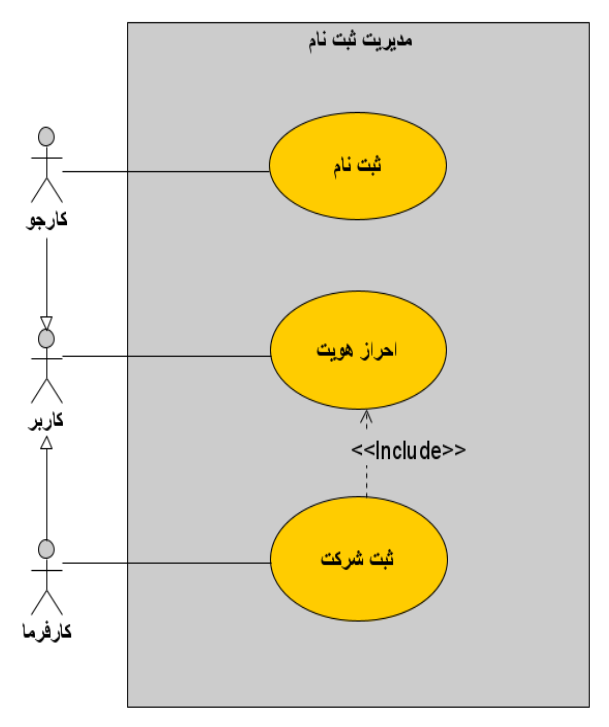 مدیریت ثبت نام
ثبت نام
کارجو
احراز هویت
کاربر
<<Include>>
ثبت شرکت
کارفرما